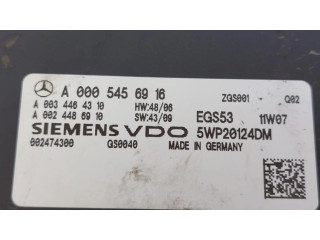 A 000 545 69 16 ZGS001 Q02
A 003 446 43 10 HW:48/06 EGS53 11W07
A 002 448 69 10 SW:43/09
SIEMENS VDO 5WP20124DM
002474300 GS0040 MADE IN GERMANY